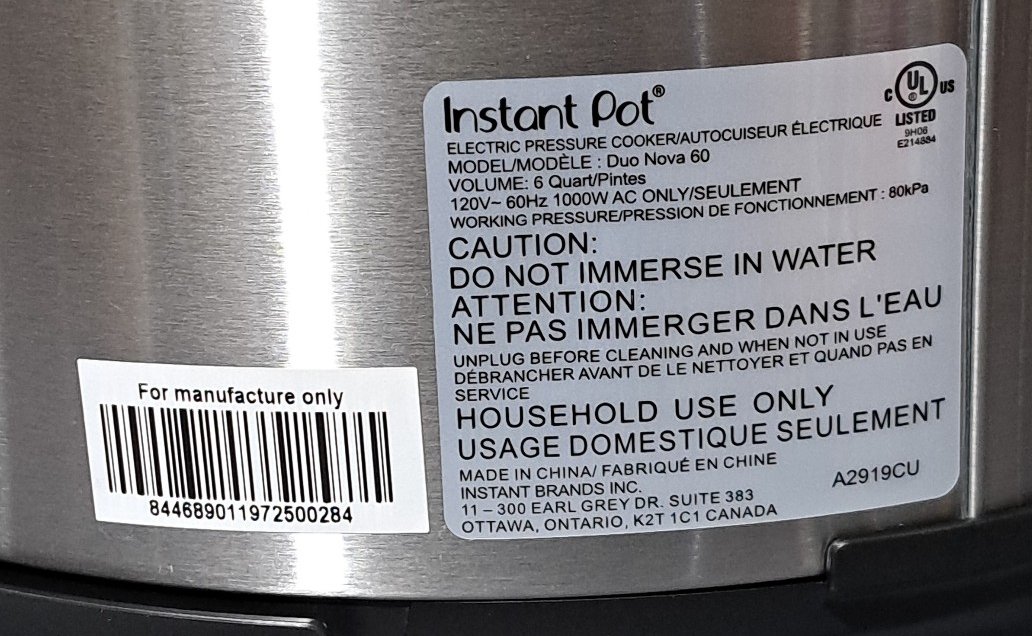 Instant Pot®
C UL ® US
LISTED
9H06
E214884
ELECTRIC PRESSURE COOKER/AUTOCUISEUR ÉLECTRIQUE
MODEL/MODÈLE : Duo Nova 60
VOLUME: 6 Quart/Pintes
120V~ 60Hz 1000W AC ONLY/SEULEMENT
WORKING PRESSURE/PRESSION DE FONCTIONNEMENT : 80kPa
CAUTION:
DO NOT IMMERSE IN WATER
ATTENTION:
NE PAS IMMERGER DANS L'EAU
UNPLUG BEFORE CLEANING AND WHEN NOT IN USE
DÉBRANCHER AVANT DE LE NETTOYER ET QUAND PAS EN
SERVICE
HOUSEHOLD USE ONLY
USAGE DOMESTIQUE SEULEMENT
MADE IN CHINA/ FABRIQUÉ EN CHINE
INSTANT BRANDS INC.
11 – 300 EARL GREY DR. SUITE 383
OTTAWA, ONTARIO, K2T 1C1 CANADA
A2919CU
For manufacture only
844689011972500284